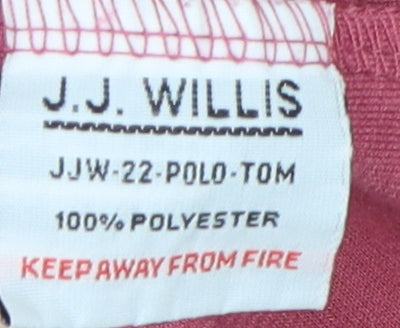 J.J. WILLIS
JJW-22-POLO-TOM
100% POLYESTER
KEEP AWAY FROM FIRE